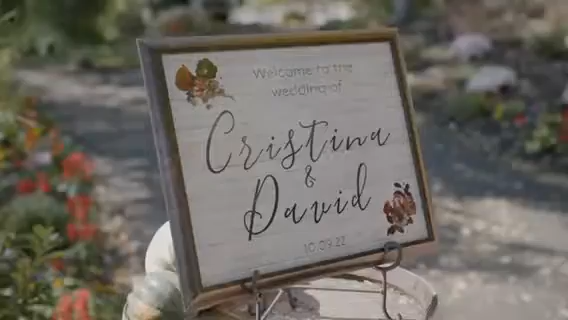 Welcome to the
wedding of
Cristina
&
David
10.09.22